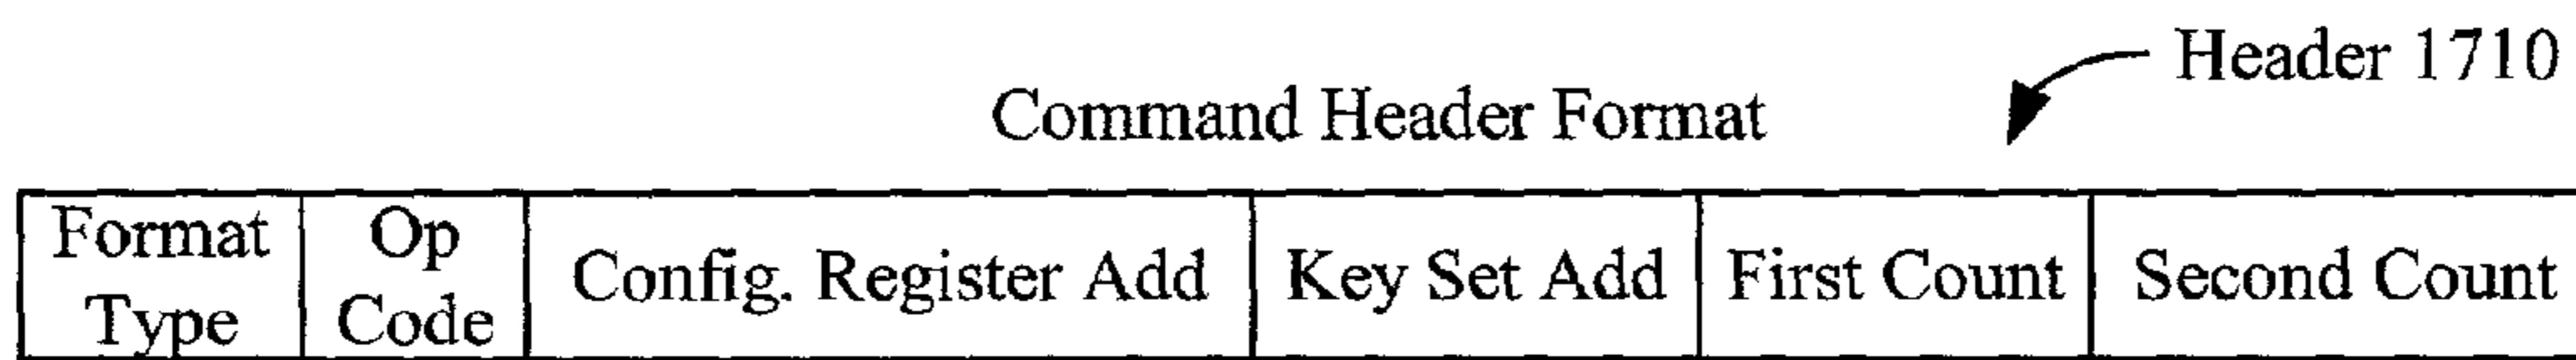 Header 1710
Command Header Format
Format
Type
Op
Code
Config. Register Add
Key Set Add
First Count
Second Count